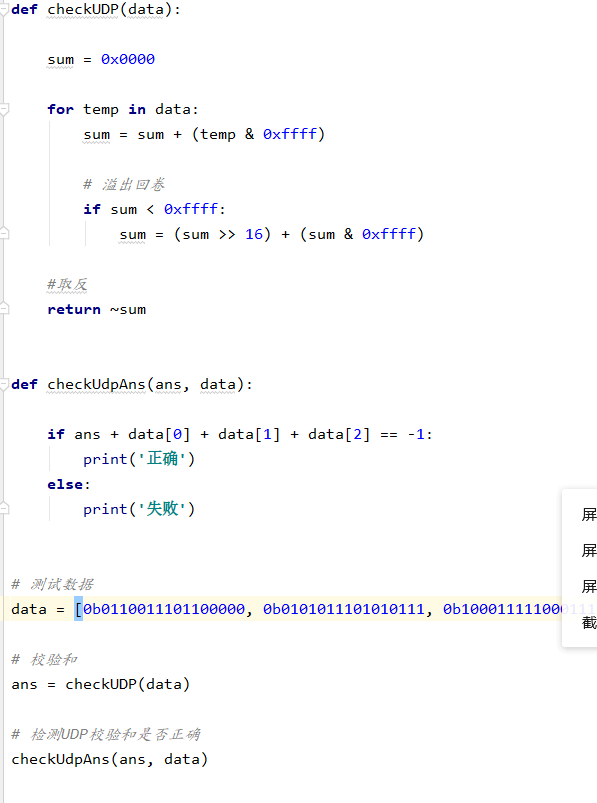 def checkUDP(data):
sum = 0x0000
for temp in data:
sum = sum + (temp & 0xffff)
# 溢出回卷
if sum < 0xffff:
sum = (sum >> 16) + (sum & 0xffff)
#取反
return ~sum
def checkUdpAns(ans, data):
if ans + data[0] + data[1] + data[2] == -1:
print('正确')
else:
print('失败')
屏
屏
屏
截
# 测试数据
data = [0b0110011101100000, 0b0101011101010111, 0b1000111110001111
# 校验和
ans = checkUDP(data)
# 检测UDP校验和是否正确
checkUdpAns(ans, data)